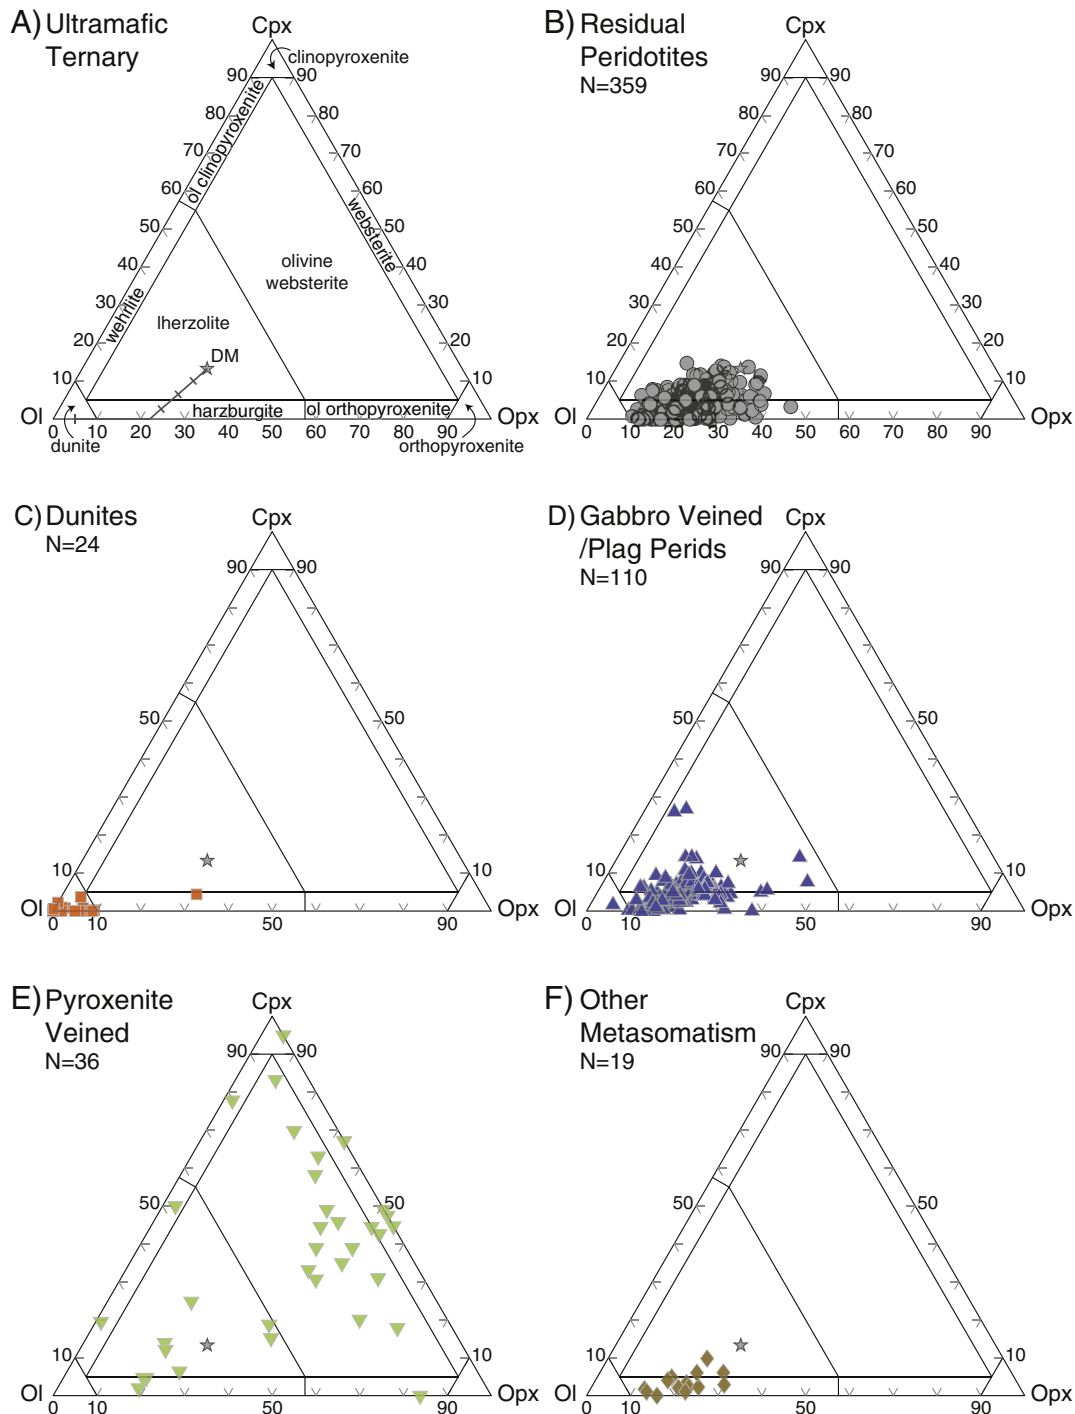 A) Ultramafic
Ternary
Cpx
clinopyroxenite
90 90
80 80
70 70
60 60
50 50
40 40
30 30
20 20
10 10
ol clinopyroxenite
websterite
wehrlite
olivine
websterite
lherzolite
DM
harzburgite
ol orthopyroxenite
Ol Opx
0 10 20 30 40 50 60 70 80 90
dunite
orthopyroxenite
B) Residual
Peridotites
N=359
Cpx
90 90
80 80
70 70
60 60
50 50
40 40
30 30
20 20
10 10
Ol Opx
0 10 20 30 40 50 60 70 80 90
C) Dunites
N=24
Cpx
90 90
50 50
10 10
Ol Opx
0 10 50 90
D) Gabbro Veined
/Plag Perids
N=110
Cpx
90 90
50 50
10 10
Ol Opx
0 10 50 90
E) Pyroxenite
Veined
N=36
Cpx
90 90
50 50
10 10
Ol Opx
0 10 50 90
F) Other
Metasomatism
N=19
Cpx
90 90
50 50
10 10
Ol Opx
0 10 50 90